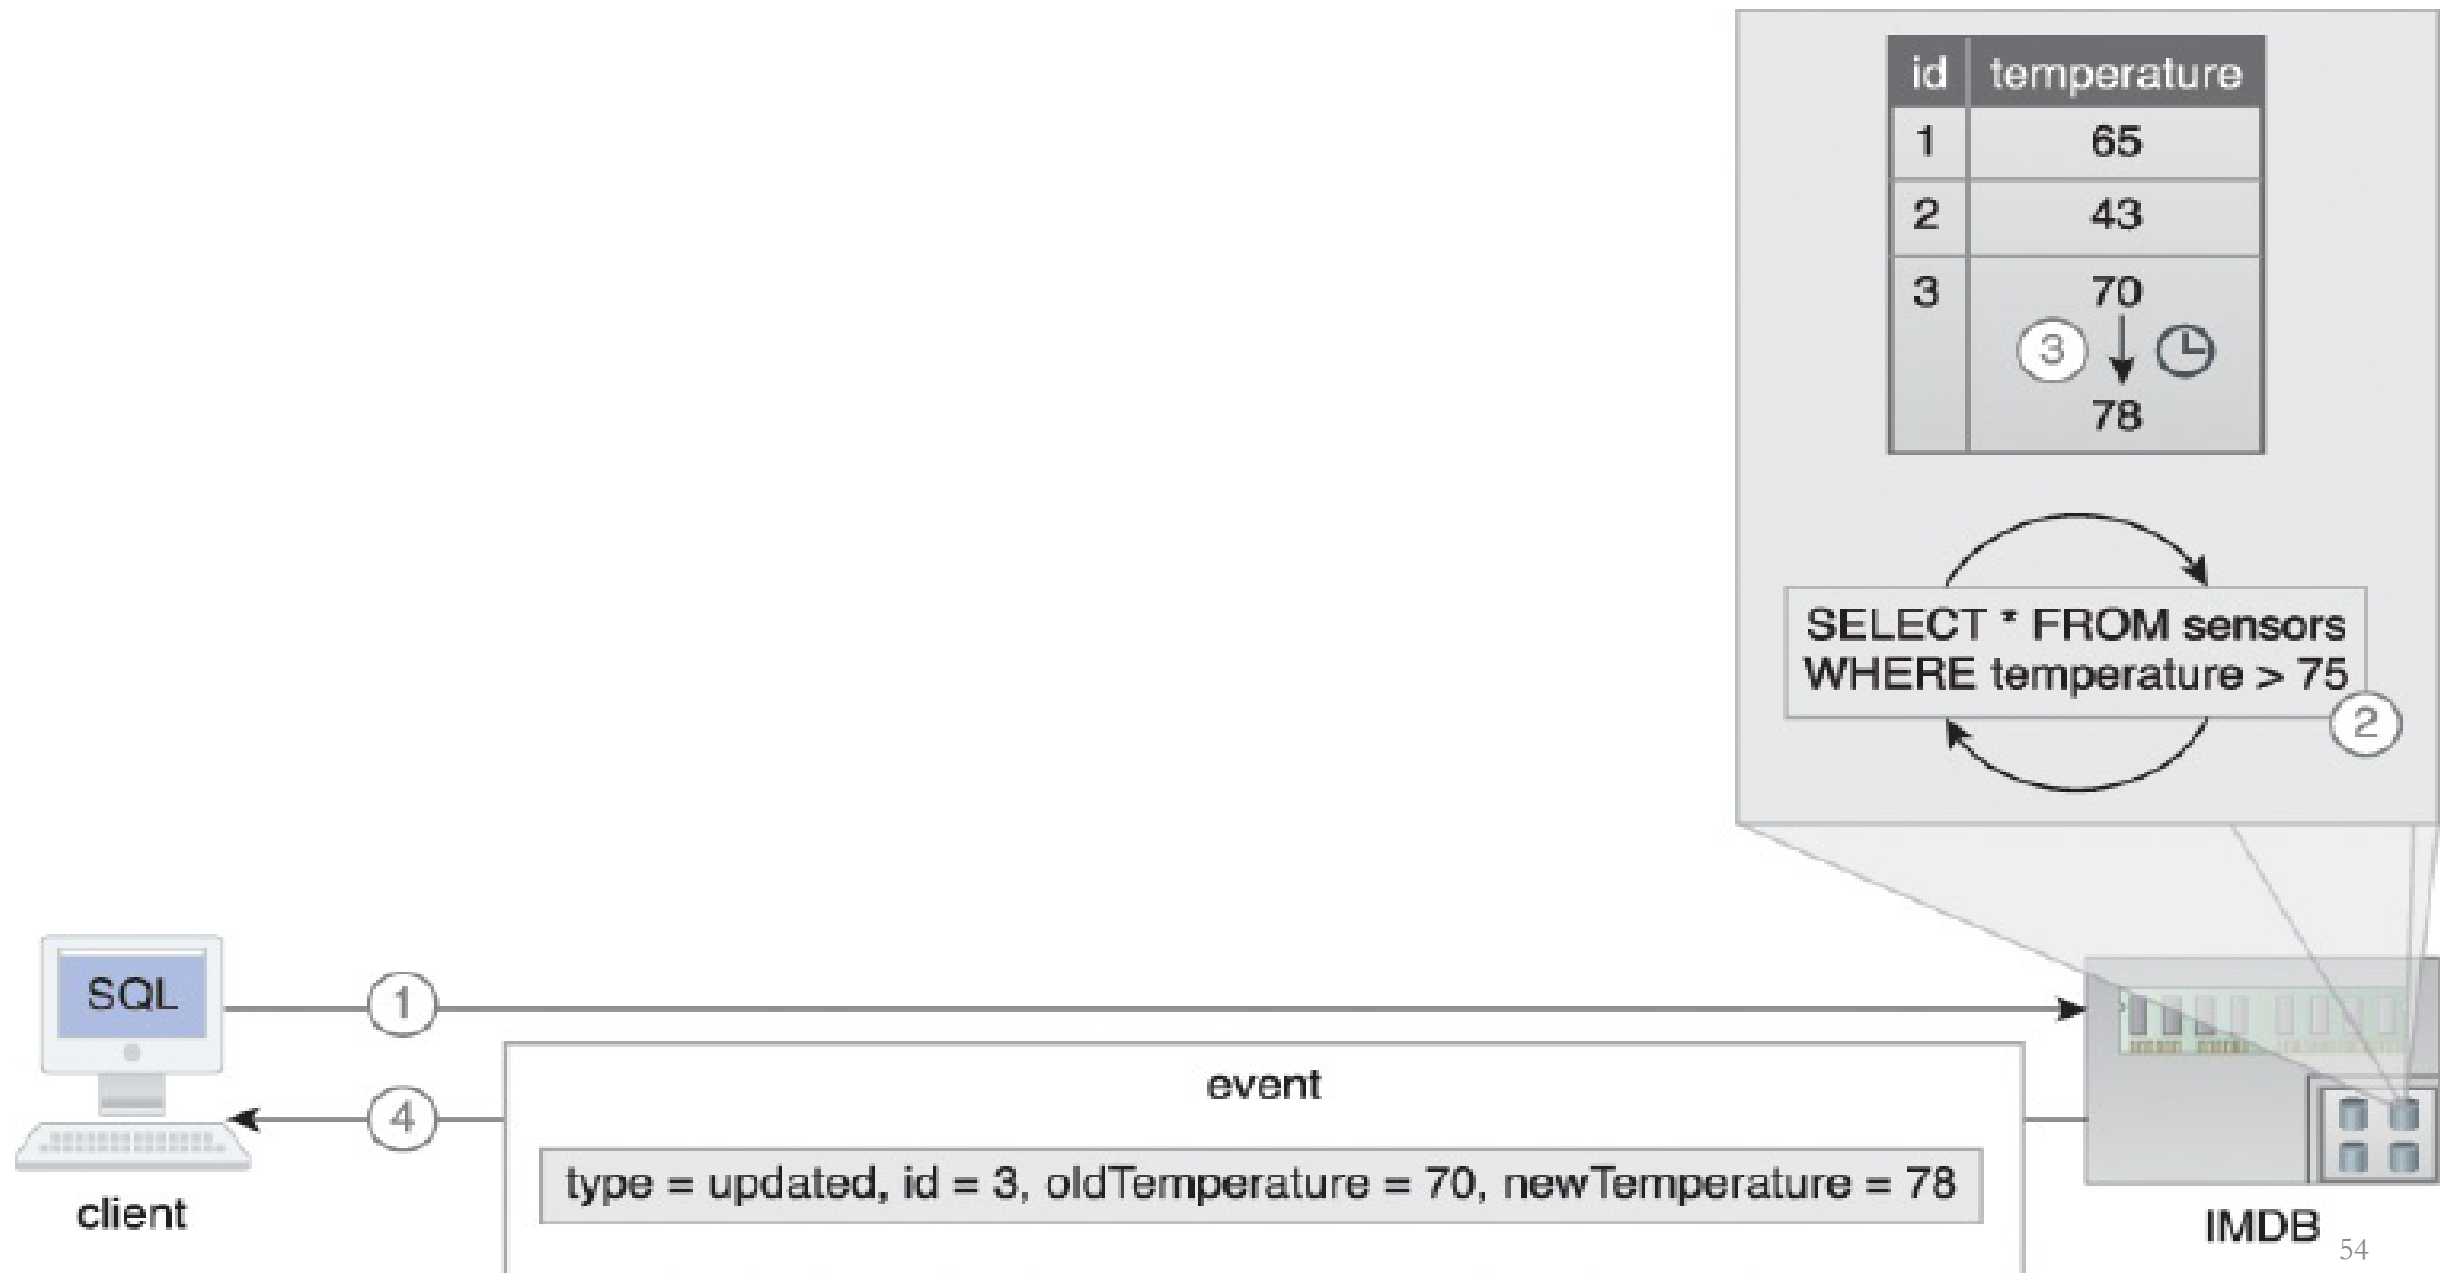 id temperature
1 65
2 43
3 70
3
78
SELECT * FROM sensors
WHERE temperature > 75
2
SQL
1
event
4
type = updated, id = 3, oldTemperature = 70, newTemperature = 78
client
IMDB
54